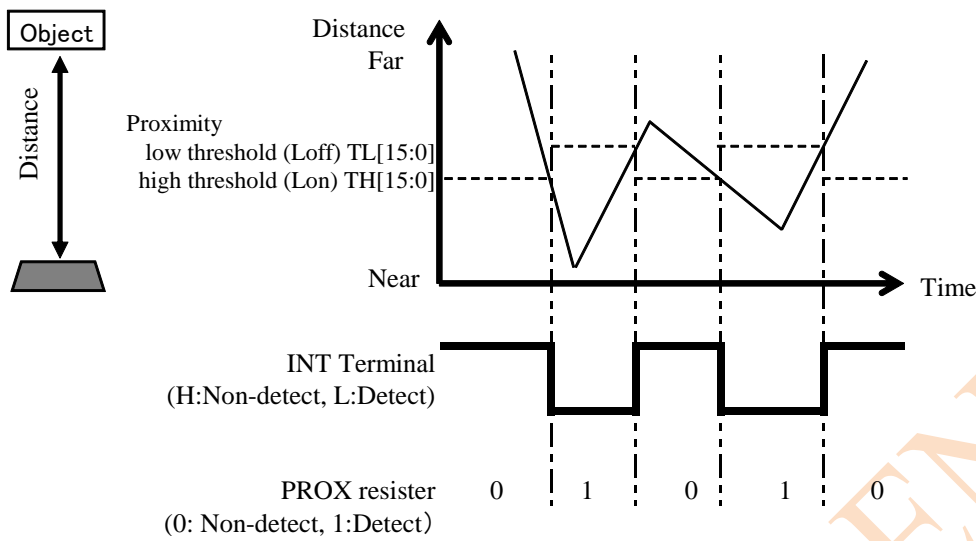 Object
Distance
Distance
Far
Proximity
low threshold (Loff) TL[15:0]
high threshold (Lon) TH[15:0]
Near
Time
INT Terminal
(H:Non-detect, L:Detect)
PROX resister
0 1 0 1 0
(0: Non-detect, 1:Detect）
EN